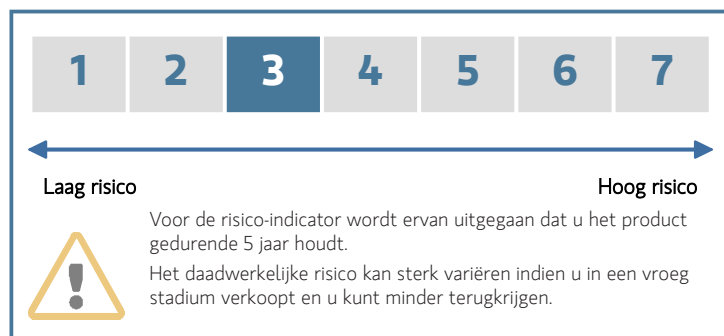 1 2 3 4 5 6 7
Laag risico Hoog risico
Voor de risico-indicator wordt ervan uitgegaan dat u het product
gedurende 5 jaar houdt.
Het daadwerkelijke risico kan sterk variëren indien u in een vroeg
stadium verkoopt en u kunt minder terugkrijgen.